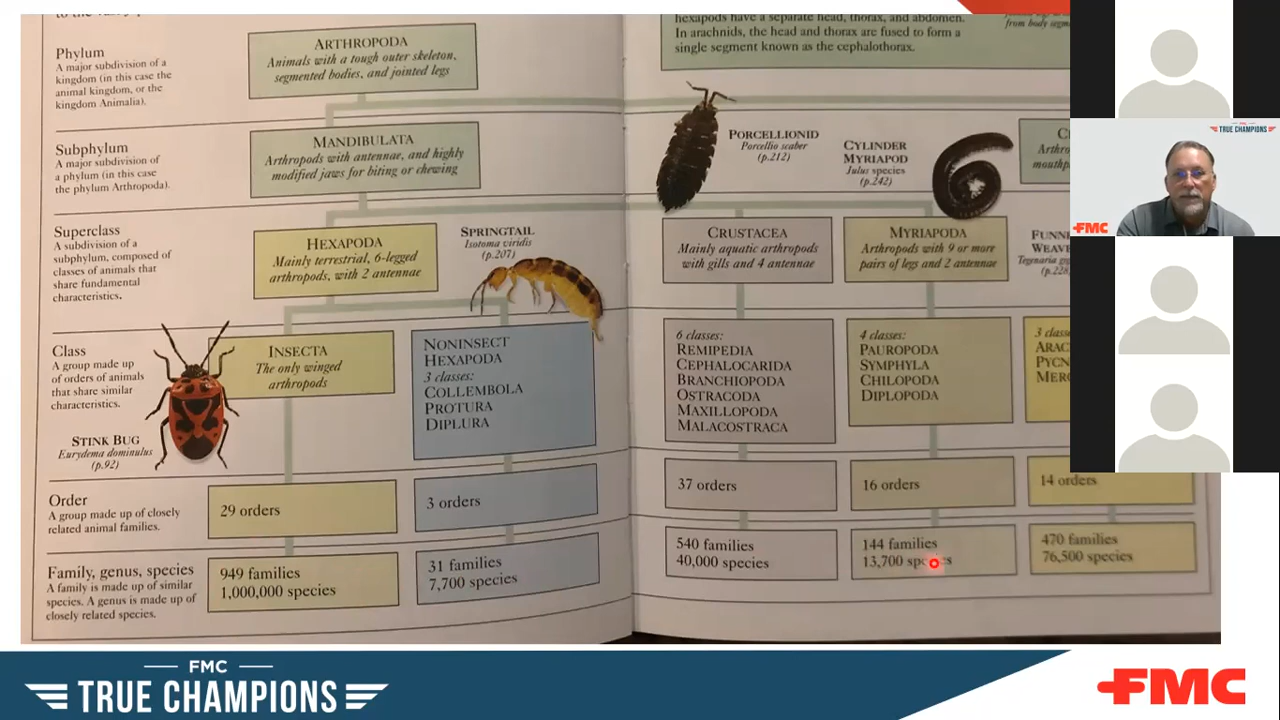 Phylum
A major subdivision of a
kingdom (in this case the
animal kingdom, or the
kingdom Animalia).
ARTHROPODA
Animals with a tough outer skeleton,
segmented bodies, and jointed legs
hexapods have a separate head, thorax, and abdomen.
In arachnids, the head and thorax are fused to form a
single segment known as the cephalothorax.
from body
Subphylum
A major subdivision of
a phylum (in this case
the phylum Arthropoda).
MANDIBULATA
Arthropods with antennae, and highly
modified jaws for biting or chewing
PORCELLIONID
Porcellio scaber
(p.212)
CYLINDER
MYRIAPOD
Julus species
(p.242)
Superclass
A subdivision of a
subphylum, composed of
classes of animals that
share fundamental
characteristics.
HEXAPODA
Mainly terrestrial, 6-legged
arthropods, with 2 antennae
SPRINGTAIL
Isotoma viridis
(p.207)
CRUSTACEA
Mainly aquatic arthropods
with gills and 4 antennae
MYRIAPODA
Arthropods with 9 or more
pairs of legs and 2 antennae
Class
A group made up
of orders of animals
that share similar
characteristics.
STINK BUG
Eurydema dominulus
(p.92)
INSECTA
The only winged
arthropods
NONINSECT
HEXAPODA
3 classes:
COLLEMBOLA
PROTURA
DIPLURA
6 classes:
REMIPEDIA
CEPHALOCARIDA
BRANCHIOPODA
OSTRACODA
MAXILLOPODA
MALACOSTRACA
4 classes:
PAUROPODA
SYMPHYLA
CHILOPODA
DIPLOPODA
Order
A group made up of closely
related animal families.
29 orders
3 orders
37 orders
16 orders
14 orders
Family, genus, species
A family is made up of similar
species. A genus is made up of
closely related species.
949 families
1,000,000 species
31 families
7,700 species
540 families
40,000 species
144 families
13,700 species
470 families
76,500 species
FMC
TRUE CHAMPIONS
FMC
FMC
TRUE CHAMPIONS
FMC